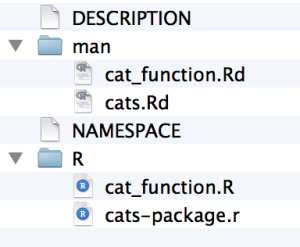 DESCRIPTION
man
cat_function.Rd
cats.Rd
NAMESPACE
R
cat_function.R
cats-package.r